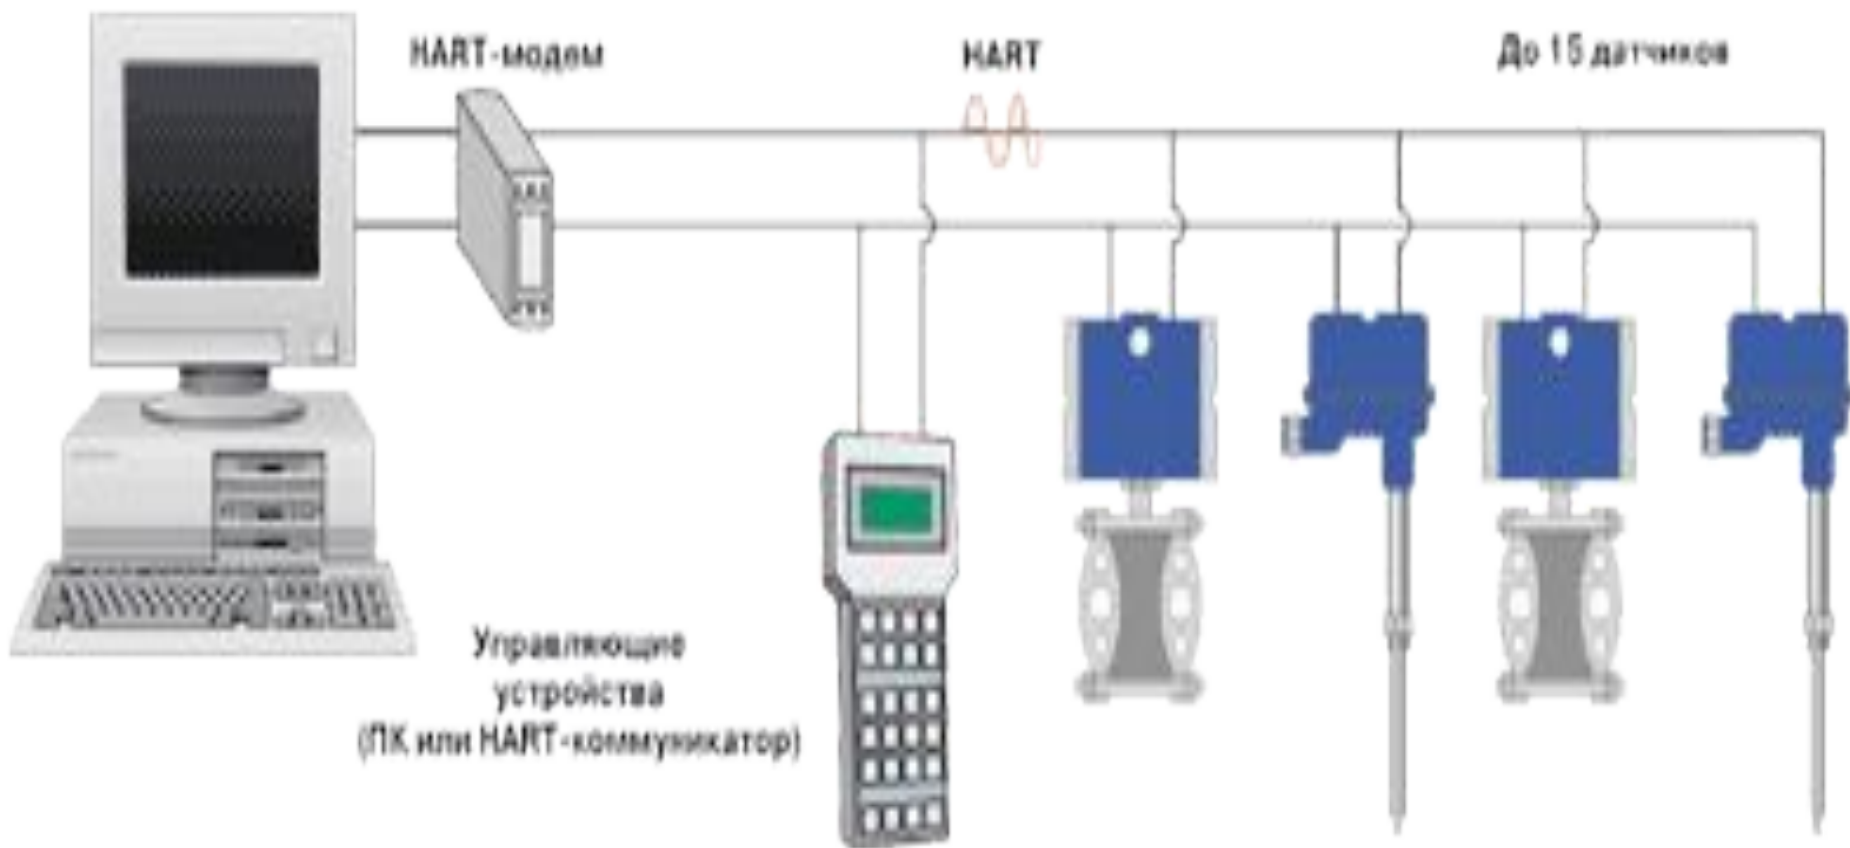 HART-модем
HART
До 15 датчиков
Управляющие
устройства
(ПК или HART-коммуникатор)